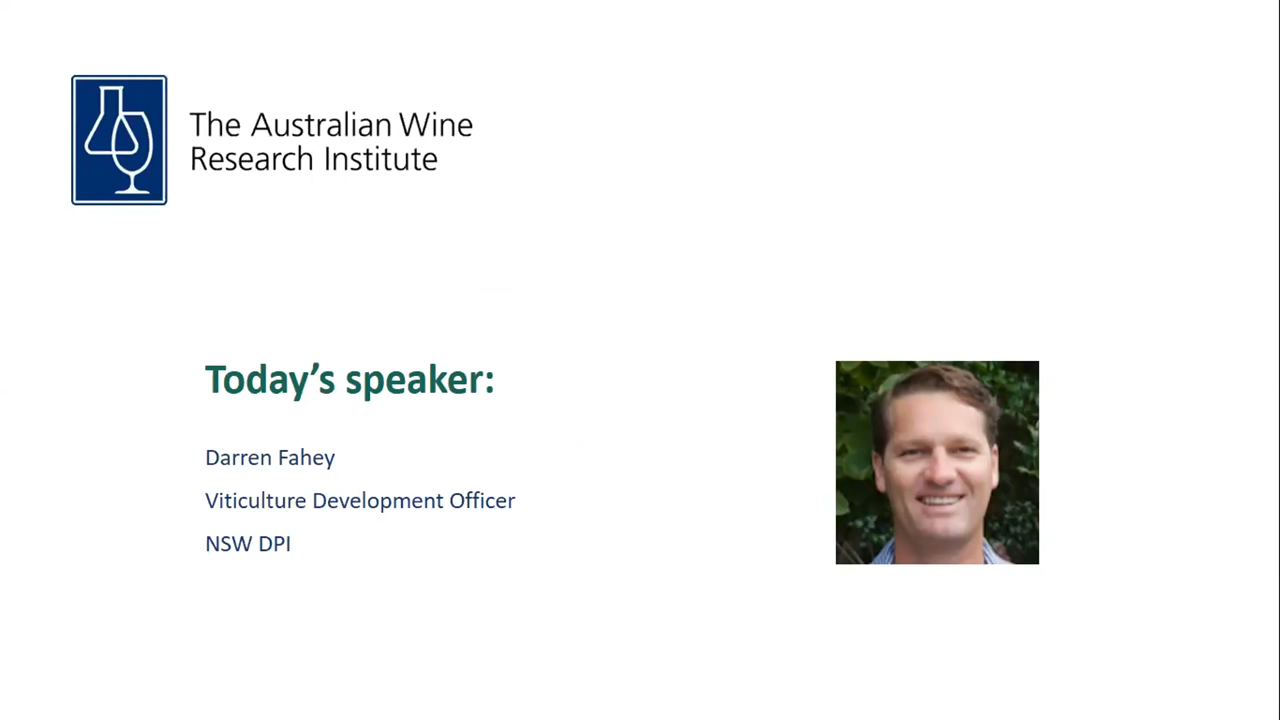 The Australian Wine
Research Institute
Today’s speaker:
Darren Fahey
Viticulture Development Officer
NSW DPI